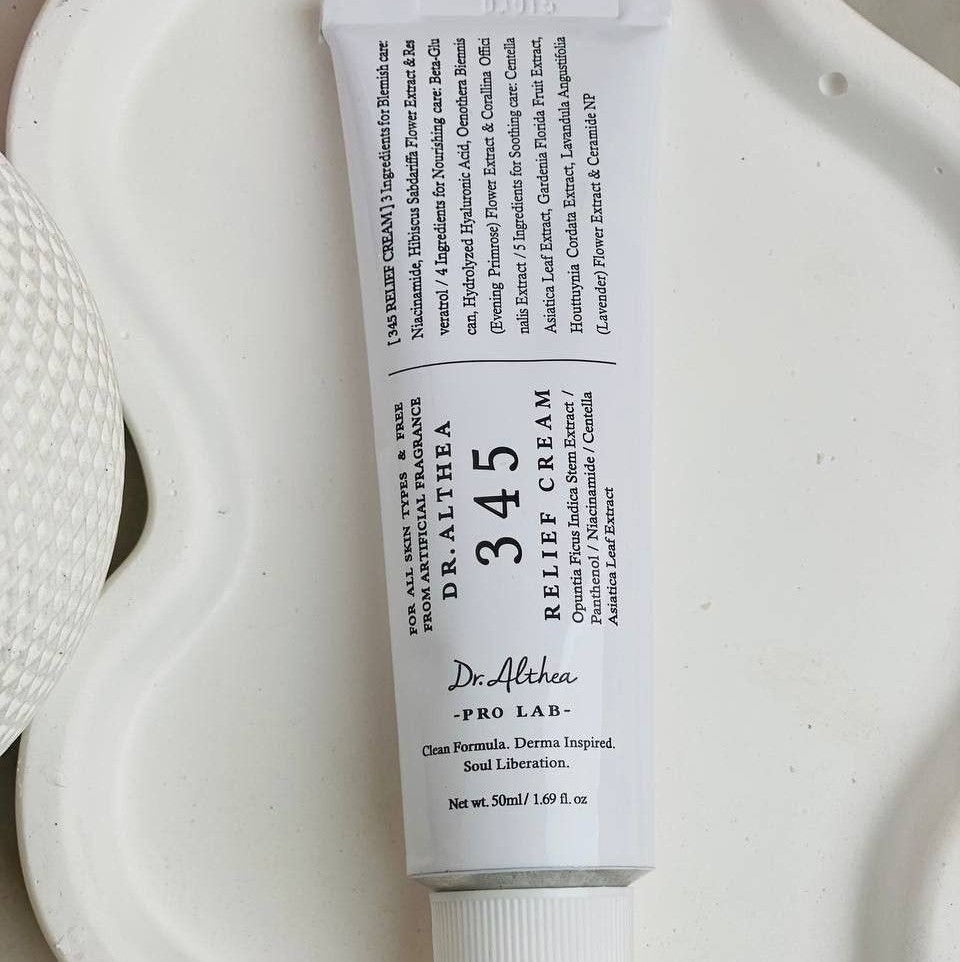 [ 345 RELIEF CREAM ] 3 Ingredients for Blemish care:
Niacinamide, Hibiscus Sabdariffa Flower Extract & Res
veratrol / 4 Ingredients for Nourishing care: Beta-Glu
can, Hydrolyzed Hyaluronic Acid, Oenothera Biennis
(Evening Primrose) Flower Extract & Corallina Offici
nalis Extract / 5 Ingredients for Soothing care: Centella
Asiatica Leaf Extract, Gardenia Florida Fruit Extract,
Houttuynia Cordata Extract, Lavandula Angustifolia
(Lavender) Flower Extract & Ceramide NP
FOR ALL SKIN TYPES & FREE
FROM ARTIFICIAL FRAGRANCE
DR.ALTHEA
345
RELIEF CREAM
Opuntia Ficus Indica Stem Extract /
Panthenol / Niacinamide / Centella
Asiatica Leaf Extract
Dr.Althea
-PRO LAB-
Clean Formula. Derma Inspired.
Soul Liberation.
Net wt. 50ml/ 1.69 fl. oz